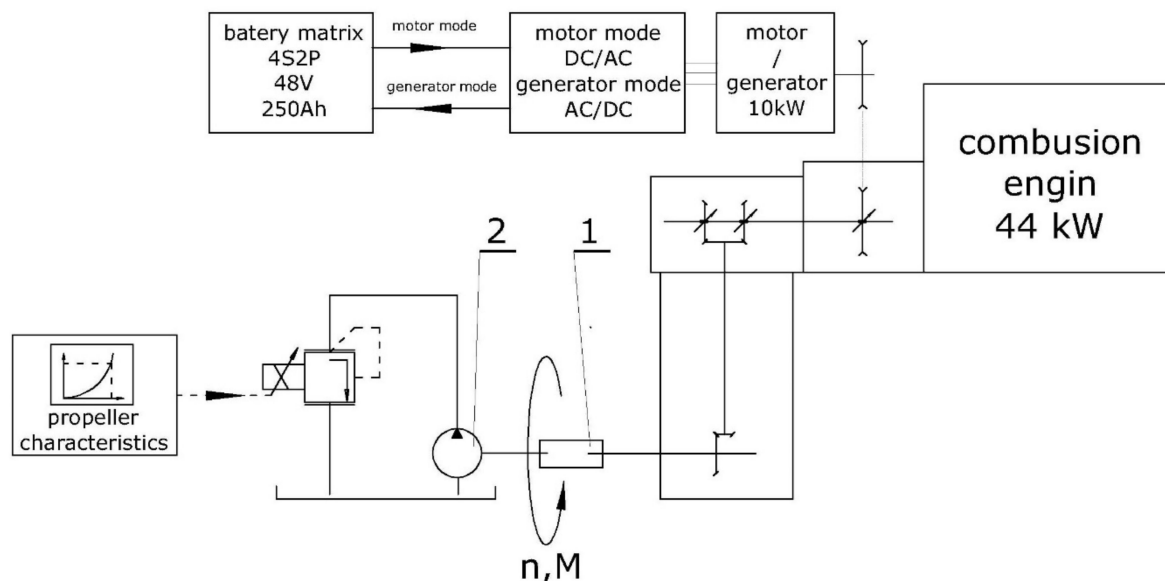 batery matrix
4S2P
48V
250Ah
motor mode
generator mode
motor mode
DC/AC
generator mode
AC/DC
motor
/
generator
10kW
combusion
engin
44 kW
2
1
propeller
characteristics
n,M